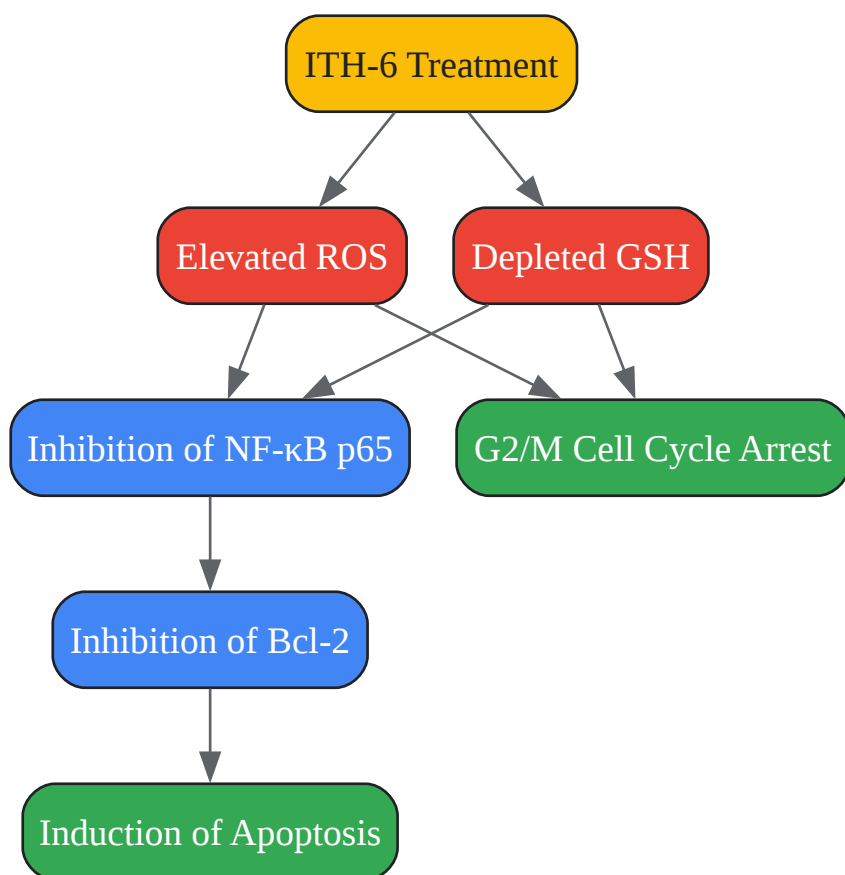 ITH-6 Treatment
Elevated ROS
Depleted GSH
Inhibition of NF-κB p65
G2/M Cell Cycle Arrest
Inhibition of Bcl-2
Induction of Apoptosis